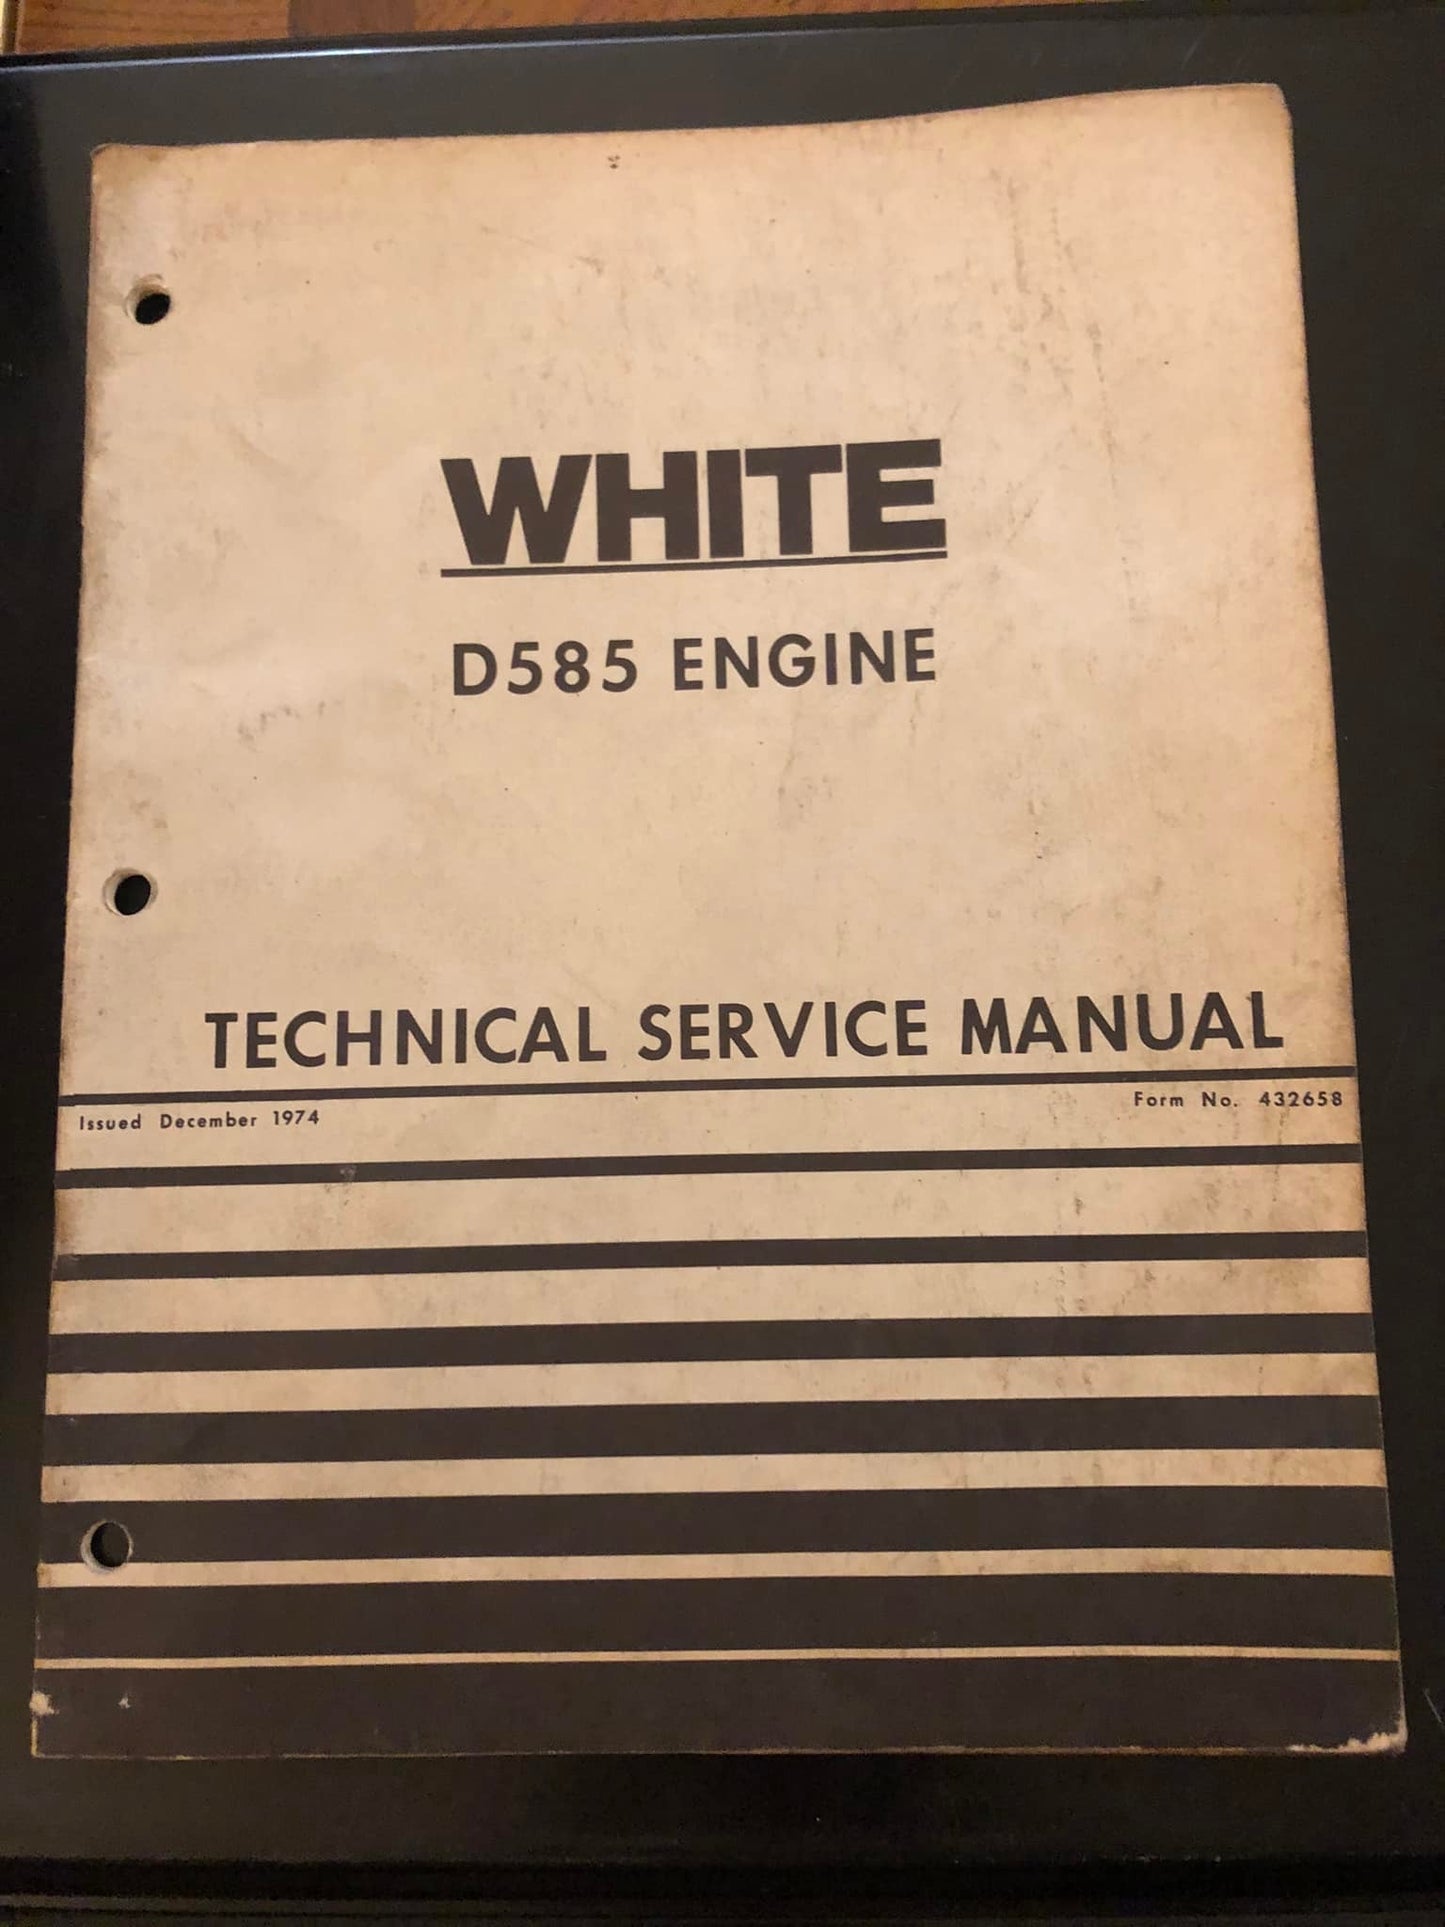 WHITE
D585 ENGINE
TECHNICAL SERVICE MANUAL
Issued December 1974
Form No. 432658